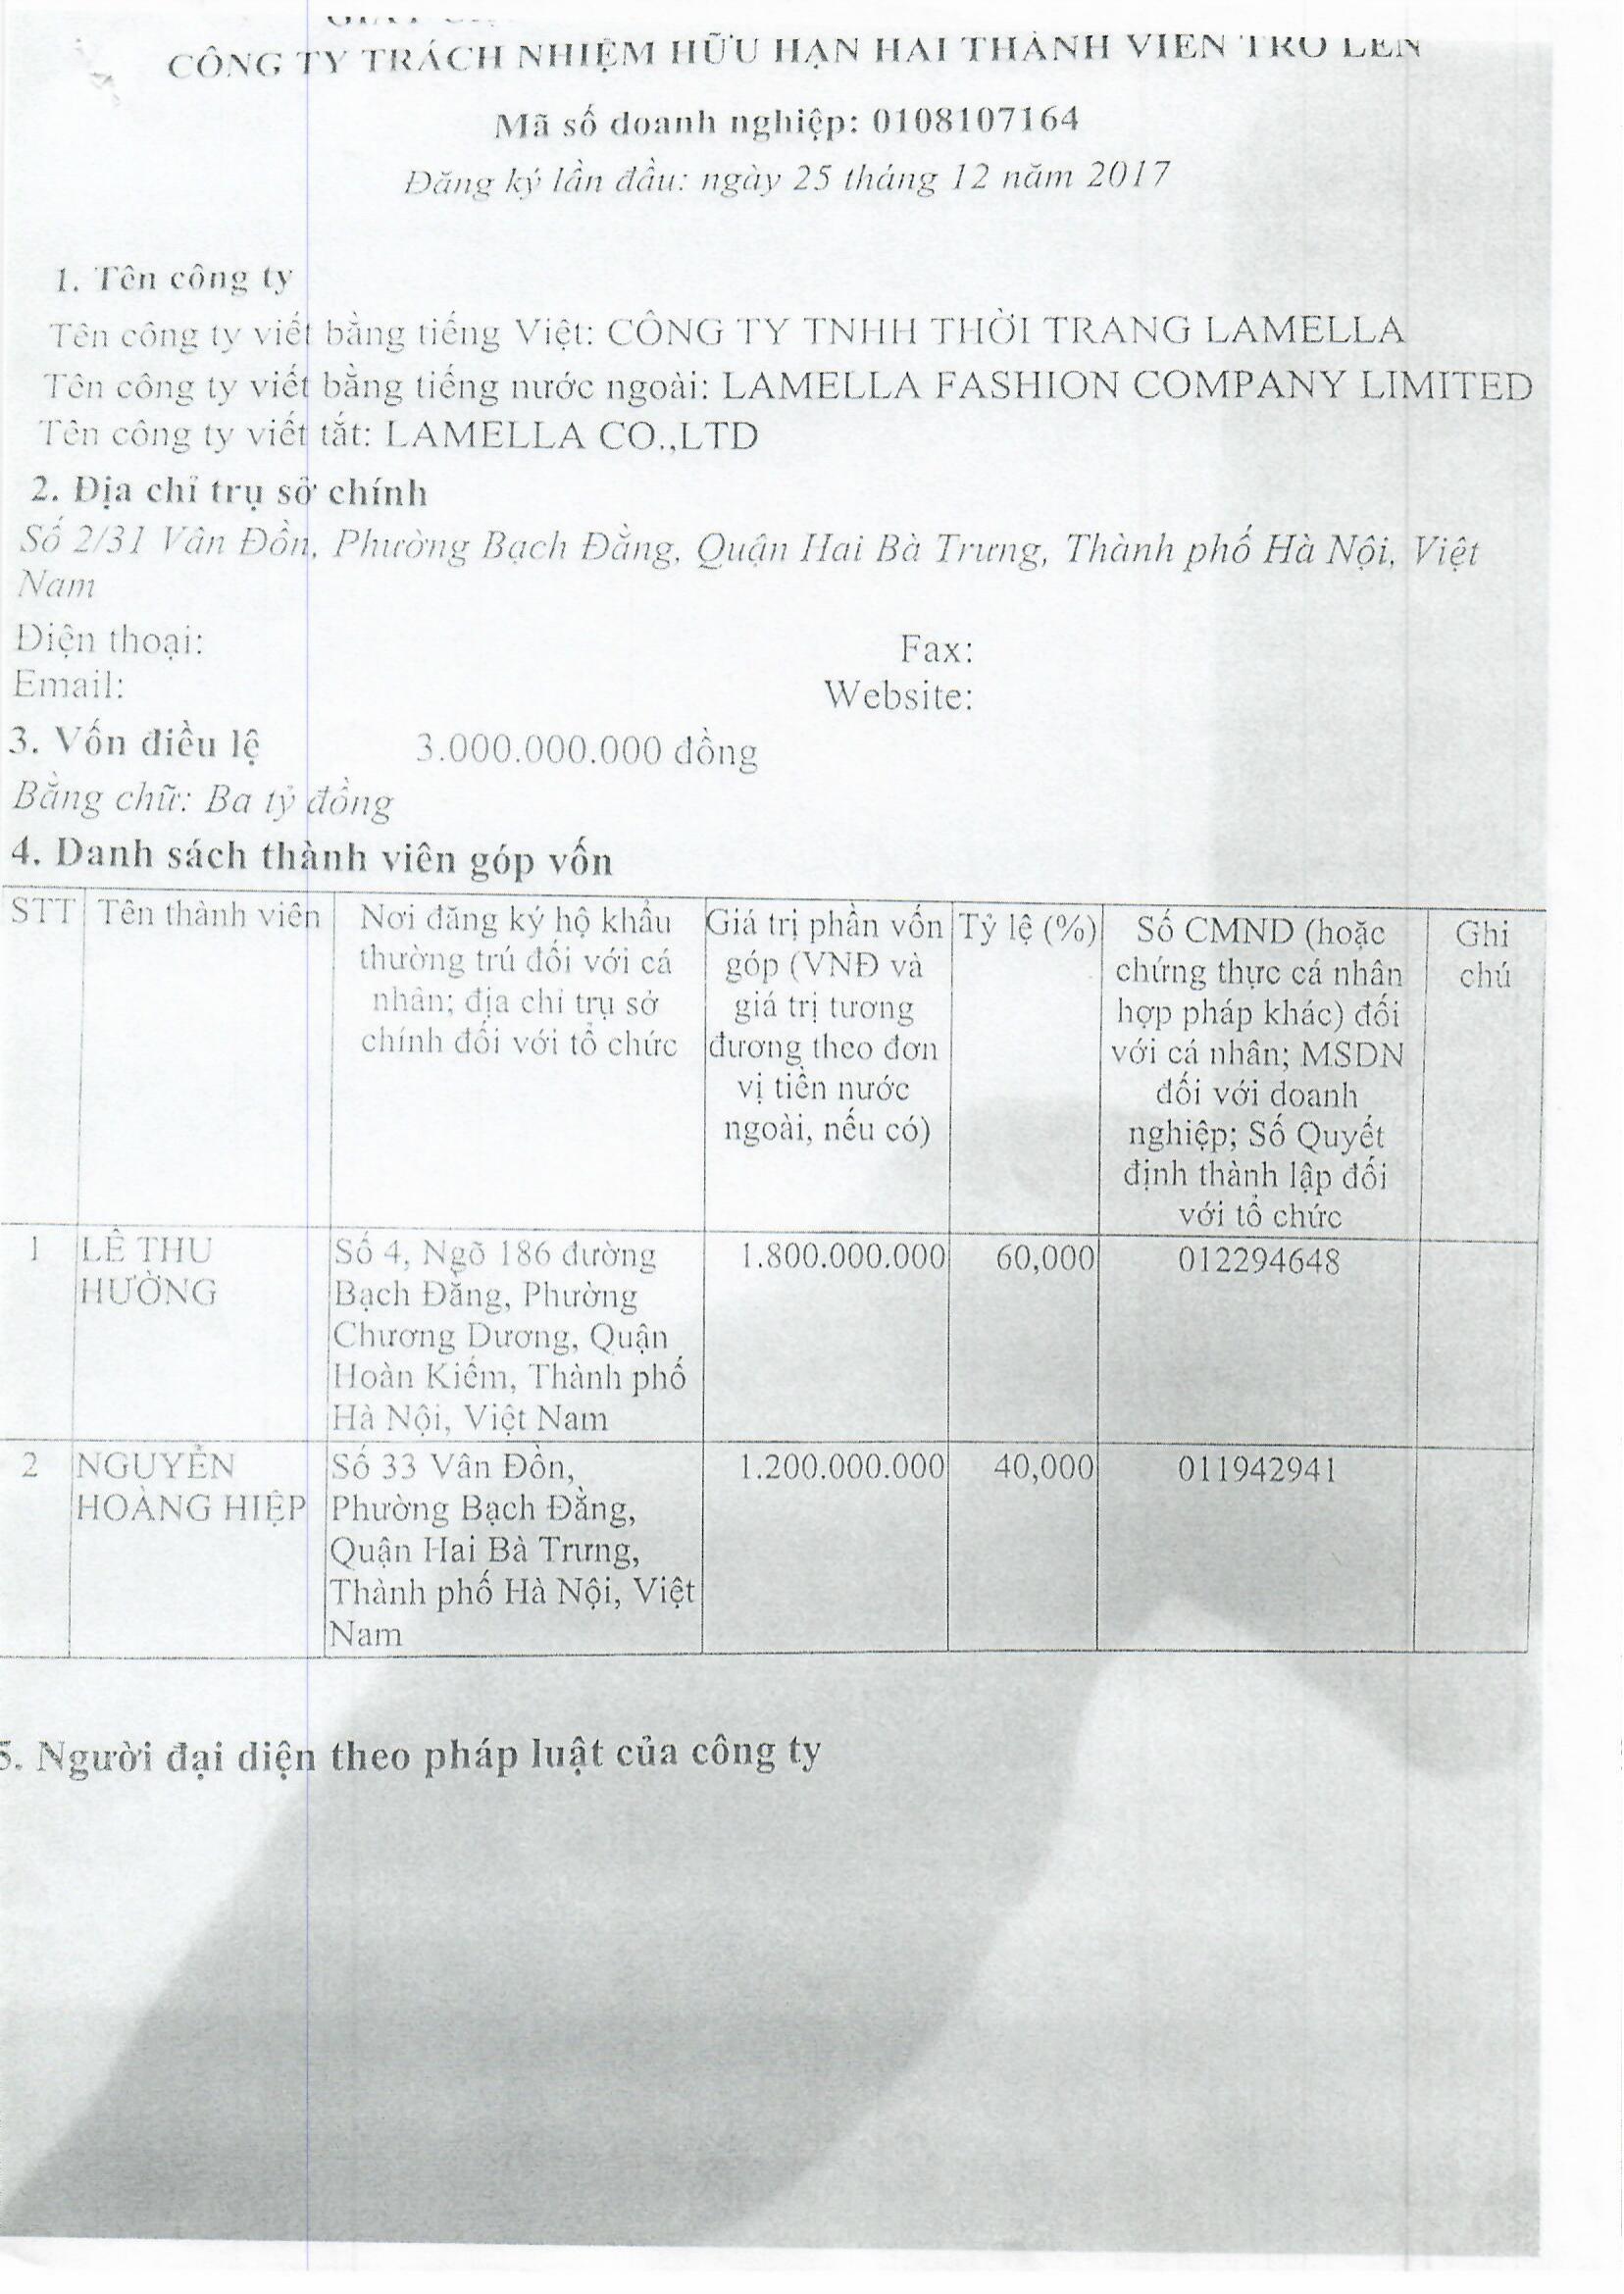 CÔNG TY TRÁCH NHIỆM HỮU HẠN HAI THÀNH VIÊN TRỞ LÊN
Mã số doanh nghiệp: 0108107164
Đăng ký lần đầu: ngày 25 tháng 12 năm 2017
1. Tên công ty
Tên công ty viết bằng tiếng Việt: CÔNG TY TNHH THỜI TRANG LAMELLA
Tên công ty viết bằng tiếng nước ngoài: LAMELLA FASHION COMPANY LIMITED
Tên công ty viết tắt: LAMELLA CO.,LTD
2. Địa chỉ trụ sở chính
Số 2/31 Vân Đồn, Phường Bạch Đằng, Quận Hai Bà Trưng, Thành phố Hà Nội, Việt
Nam
Điện thoại: Fax:
Email: Website:
3. Vốn điều lệ 3.000.000.000 đồng
Bằng chữ: Ba tỷ đồng
4. Danh sách thành viên góp vốn
STT Tên thành viên Nơi đăng ký hộ khẩu Giá trị phần vốn Tỷ lệ (%) Số CMND (hoặc Ghi
thường trú đối với cá góp (VNĐ và chứng thực cá nhân chú
nhân; địa chỉ trụ sở giá trị tương hợp pháp khác) đối
chính đối với tổ chức đương theo đơn với cá nhân; MSDN
vị tiền nước đối với doanh
ngoài, nếu có) nghiệp; Số Quyết
định thành lập đối
với tổ chức
1 LÊ THU Số 4, Ngõ 186 đường 1.800.000.000 60,000 012294648
HƯỜNG Bạch Đằng, Phường
Chương Dương, Quận
Hoàn Kiếm, Thành phố
Hà Nội, Việt Nam
2 NGUYỄN Số 33 Vân Đồn, 1.200.000.000 40,000 011942941
HOÀNG HIỆP Phường Bạch Đằng,
Quận Hai Bà Trưng,
Thành phố Hà Nội, Việt
Nam
5. Người đại diện theo pháp luật của công ty